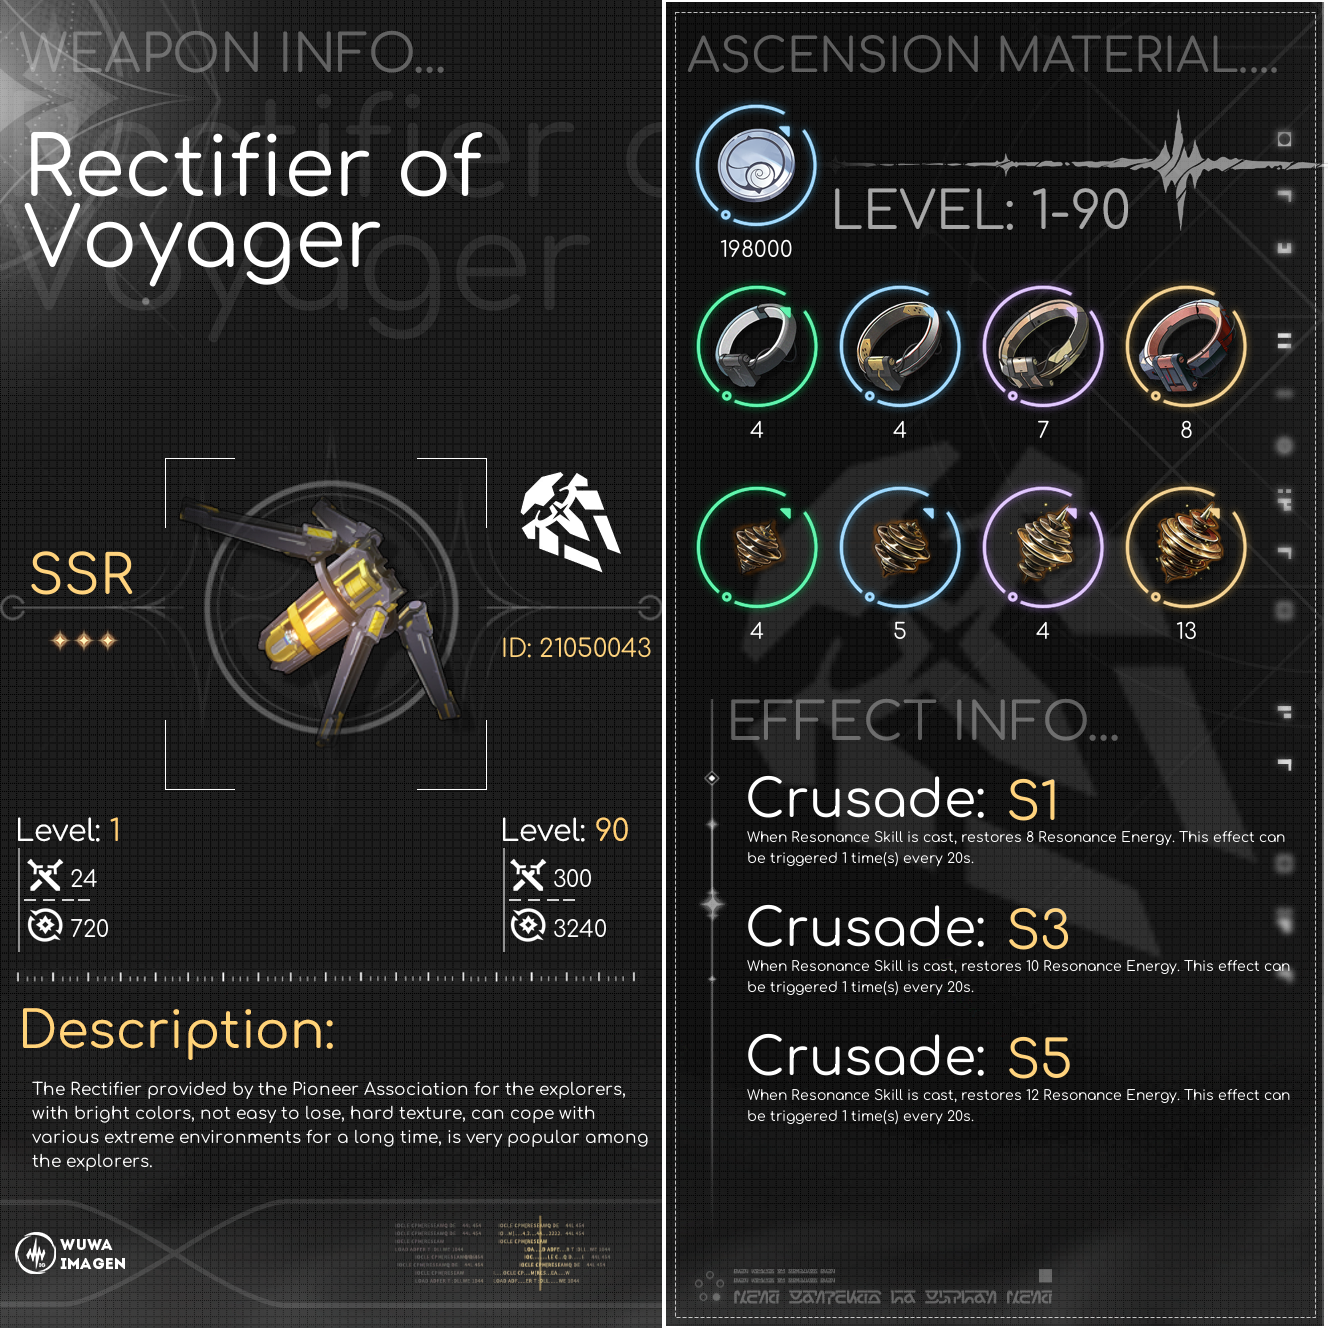 WEAPON INFO...
Rectifier of
Voyager
SSR
ID: 21050043
Level: 1
24
720
Level: 90
300
3240
Description:
The Rectifier provided by the Pioneer Association for the explorers,
with bright colors, not easy to lose, hard texture, can cope with
various extreme environments for a long time, is very popular among
the explorers.
WUWA
IMAGEN
ASCENSION MATERIAL....
198000
LEVEL: 1-90
4 4 7 8
4 5 4 13
EFFECT INFO...
Crusade: S1
When Resonance Skill is cast, restores 8 Resonance Energy. This effect can
be triggered 1 time(s) every 20s.
Crusade: S3
When Resonance Skill is cast, restores 10 Resonance Energy. This effect can
be triggered 1 time(s) every 20s.
Crusade: S5
When Resonance Skill is cast, restores 12 Resonance Energy. This effect can
be triggered 1 time(s) every 20s.